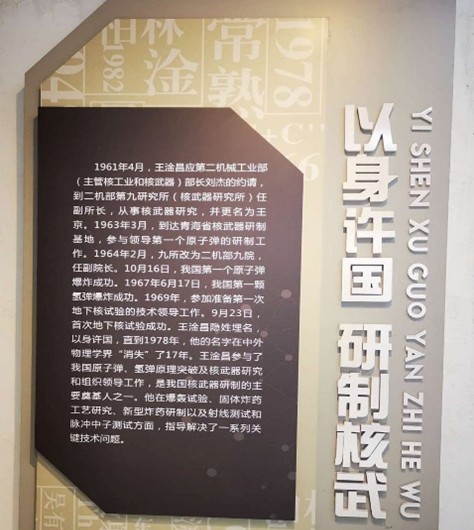 以身许国 研制核武
YI SHEN XU GUO YAN ZHI HE WU
1961年4月，王淦昌应第二机械工业部
（主管核工业和核武器）部长刘杰的约请，
到二机部第九研究所（核武器研究所）任
副所长，从事核武器研究，并更名为王
京。1963年3月，到达青海省核武器研制
基地，参与领导第一个原子弹的研制工
作。1964年2月，九所改为二机部九院，
任副院长。10月16日，我国第一个原子弹
爆炸成功。1967年6月17日，我国第一颗
氢弹爆炸成功。1969年，参加准备第一次
地下核试验的技术领导工作。9月23日，
首次地下核试验成功。王淦昌隐姓埋名，
以身许国，直到1978年，他的名字在中外
物理学界“消失”了17年。王淦昌参与了
我国原子弹、氢弹原理突破及核武器研究
和组织领导工作，是我国核武器研制的主
要奠基人之一。他在爆轰试验、固体炸药
工艺研究、新型炸药研制以及射线测试和
脉冲中子测试方面，指导解决了一系列关
键技术问题。
1982
淦
常熟
1978